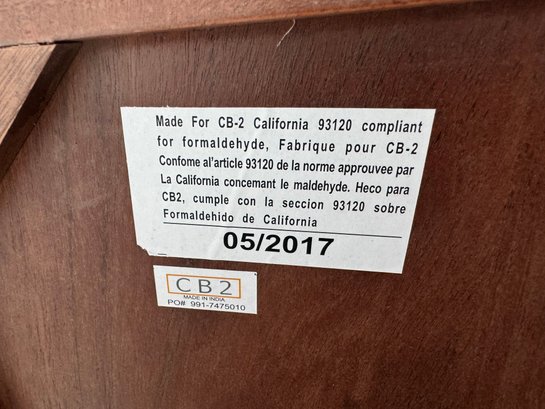 Made For CB-2 California 93120 compliant
for formaldehyde, Fabrique pour CB-2
Confome al'article 93120 de la norme approuvee par
La California concemant le maldehyde. Heco para
CB2, cumple con la seccion 93120 sobre
Formaldehido de California
05/2017
CB2
MADE IN INDIA
PO# 991-7475010